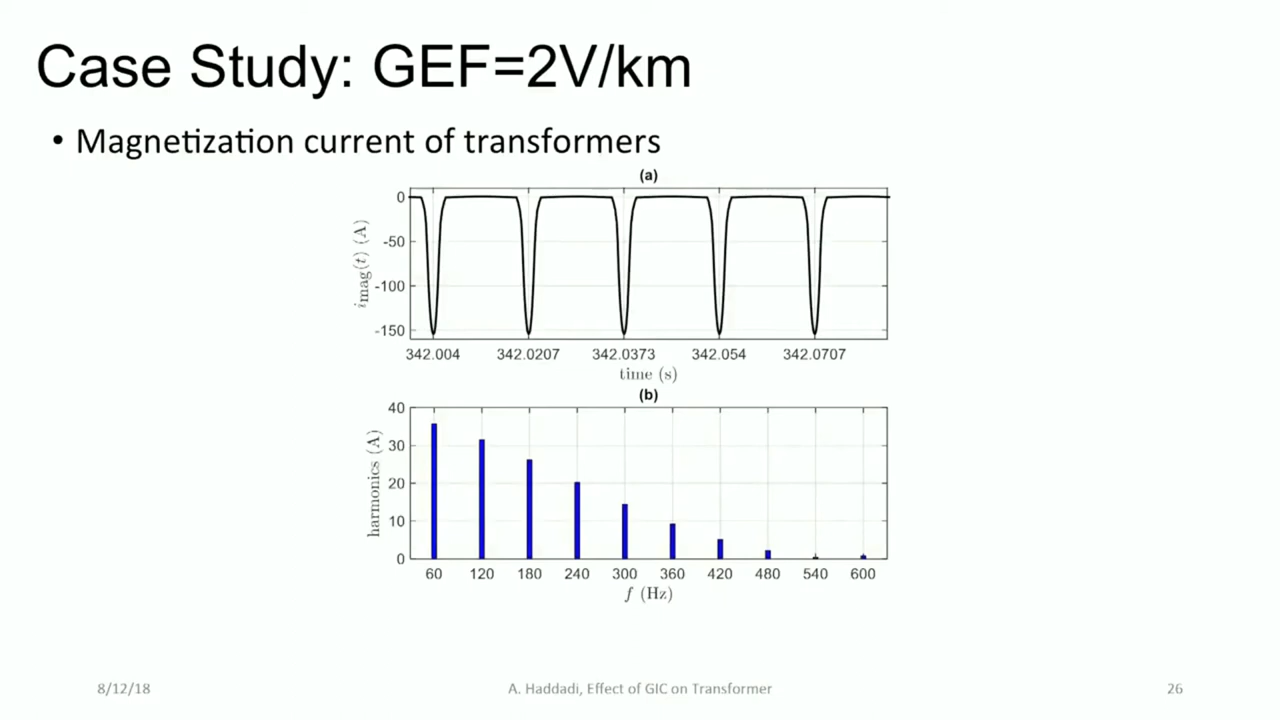 Case Study: GEF=2V/km
• Magnetization current of transformers
(a)
0
-50
-100
-150
imag(t) (A)
342.004 342.0207 342.0373 342.054 342.0707
time (s)
(b)
40
30
20
10
0
harmonics (A)
60 120 180 240 300 360 420 480 540 600
f (Hz)
8/12/18 A. Haddadi, Effect of GIC on Transformer 26